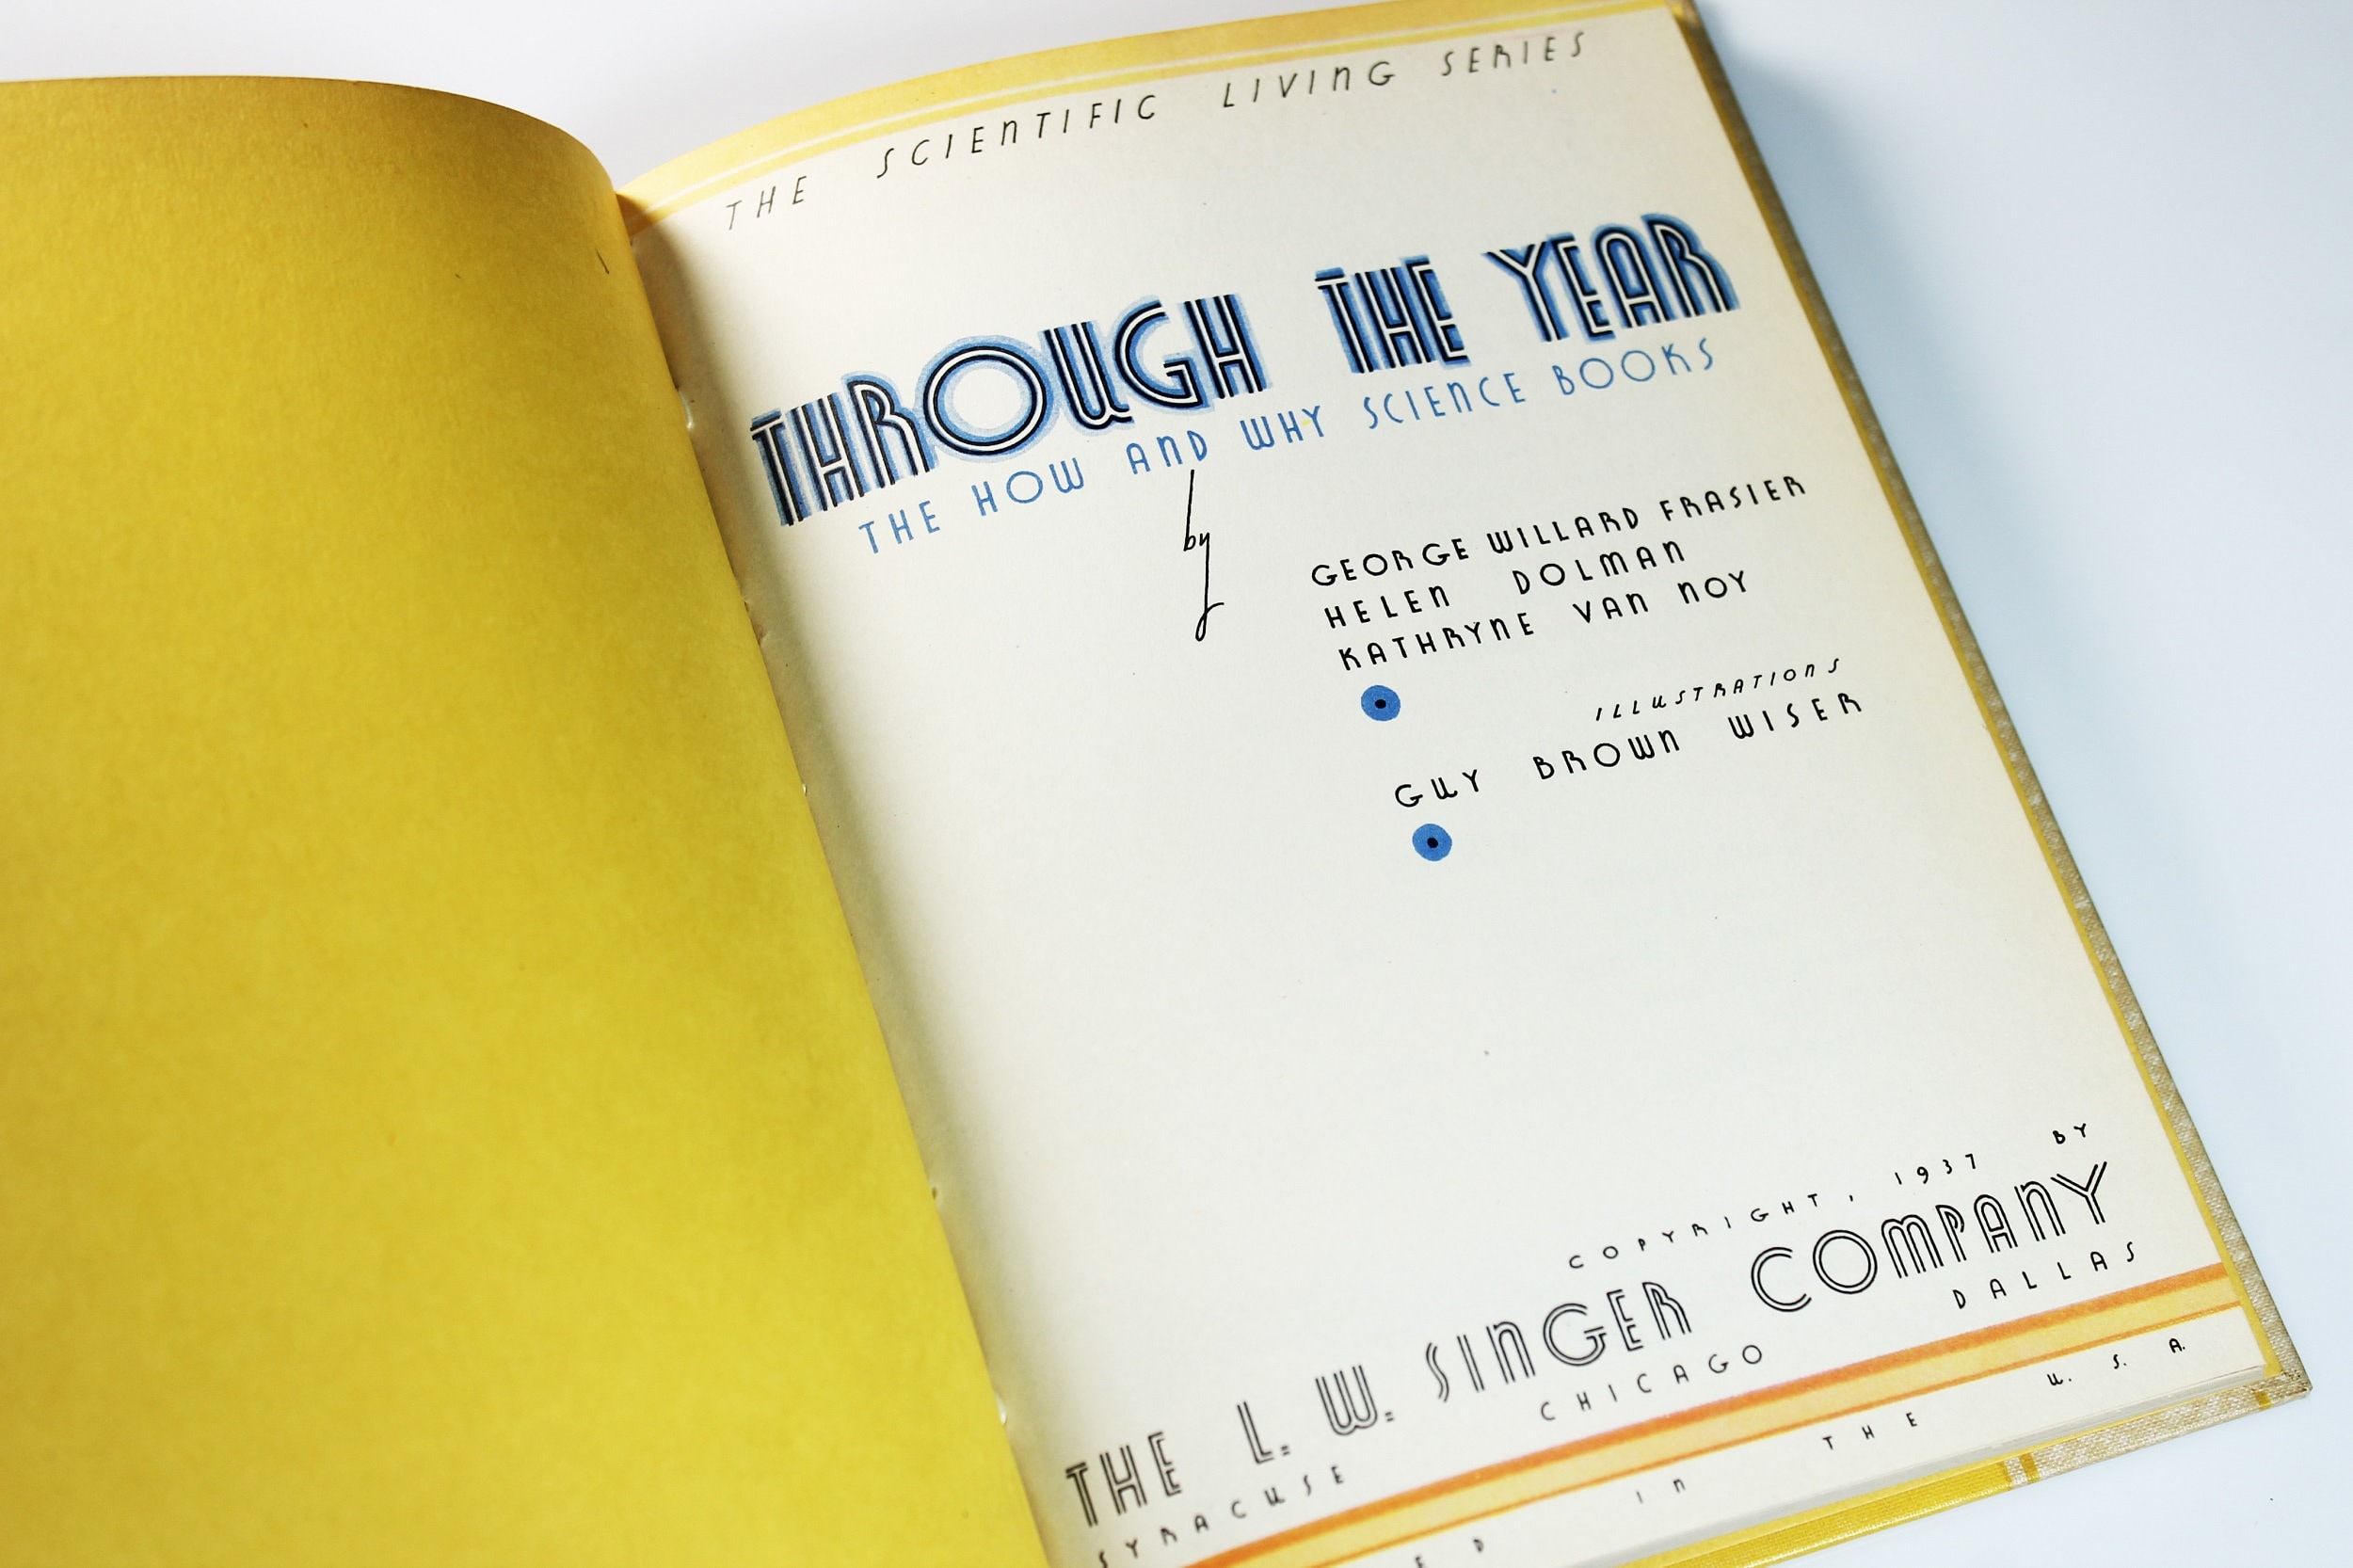 THE SCIENTIFIC LIVING SERIES
THROUGH THE YEAR
THE HOW AND WHY SCIENCE BOOKS
by
GEORGE WILLARD FRASIER
HELEN DOLMAN
KATHRYNE VAN NOY
ILLUSTRATIONS
GUY BROWN WISER
COPYRIGHT, 1937 BY
THE L. W. SINGER COMPANY
SYRACUSE CHICAGO DALLAS
IN THE U. S. A.